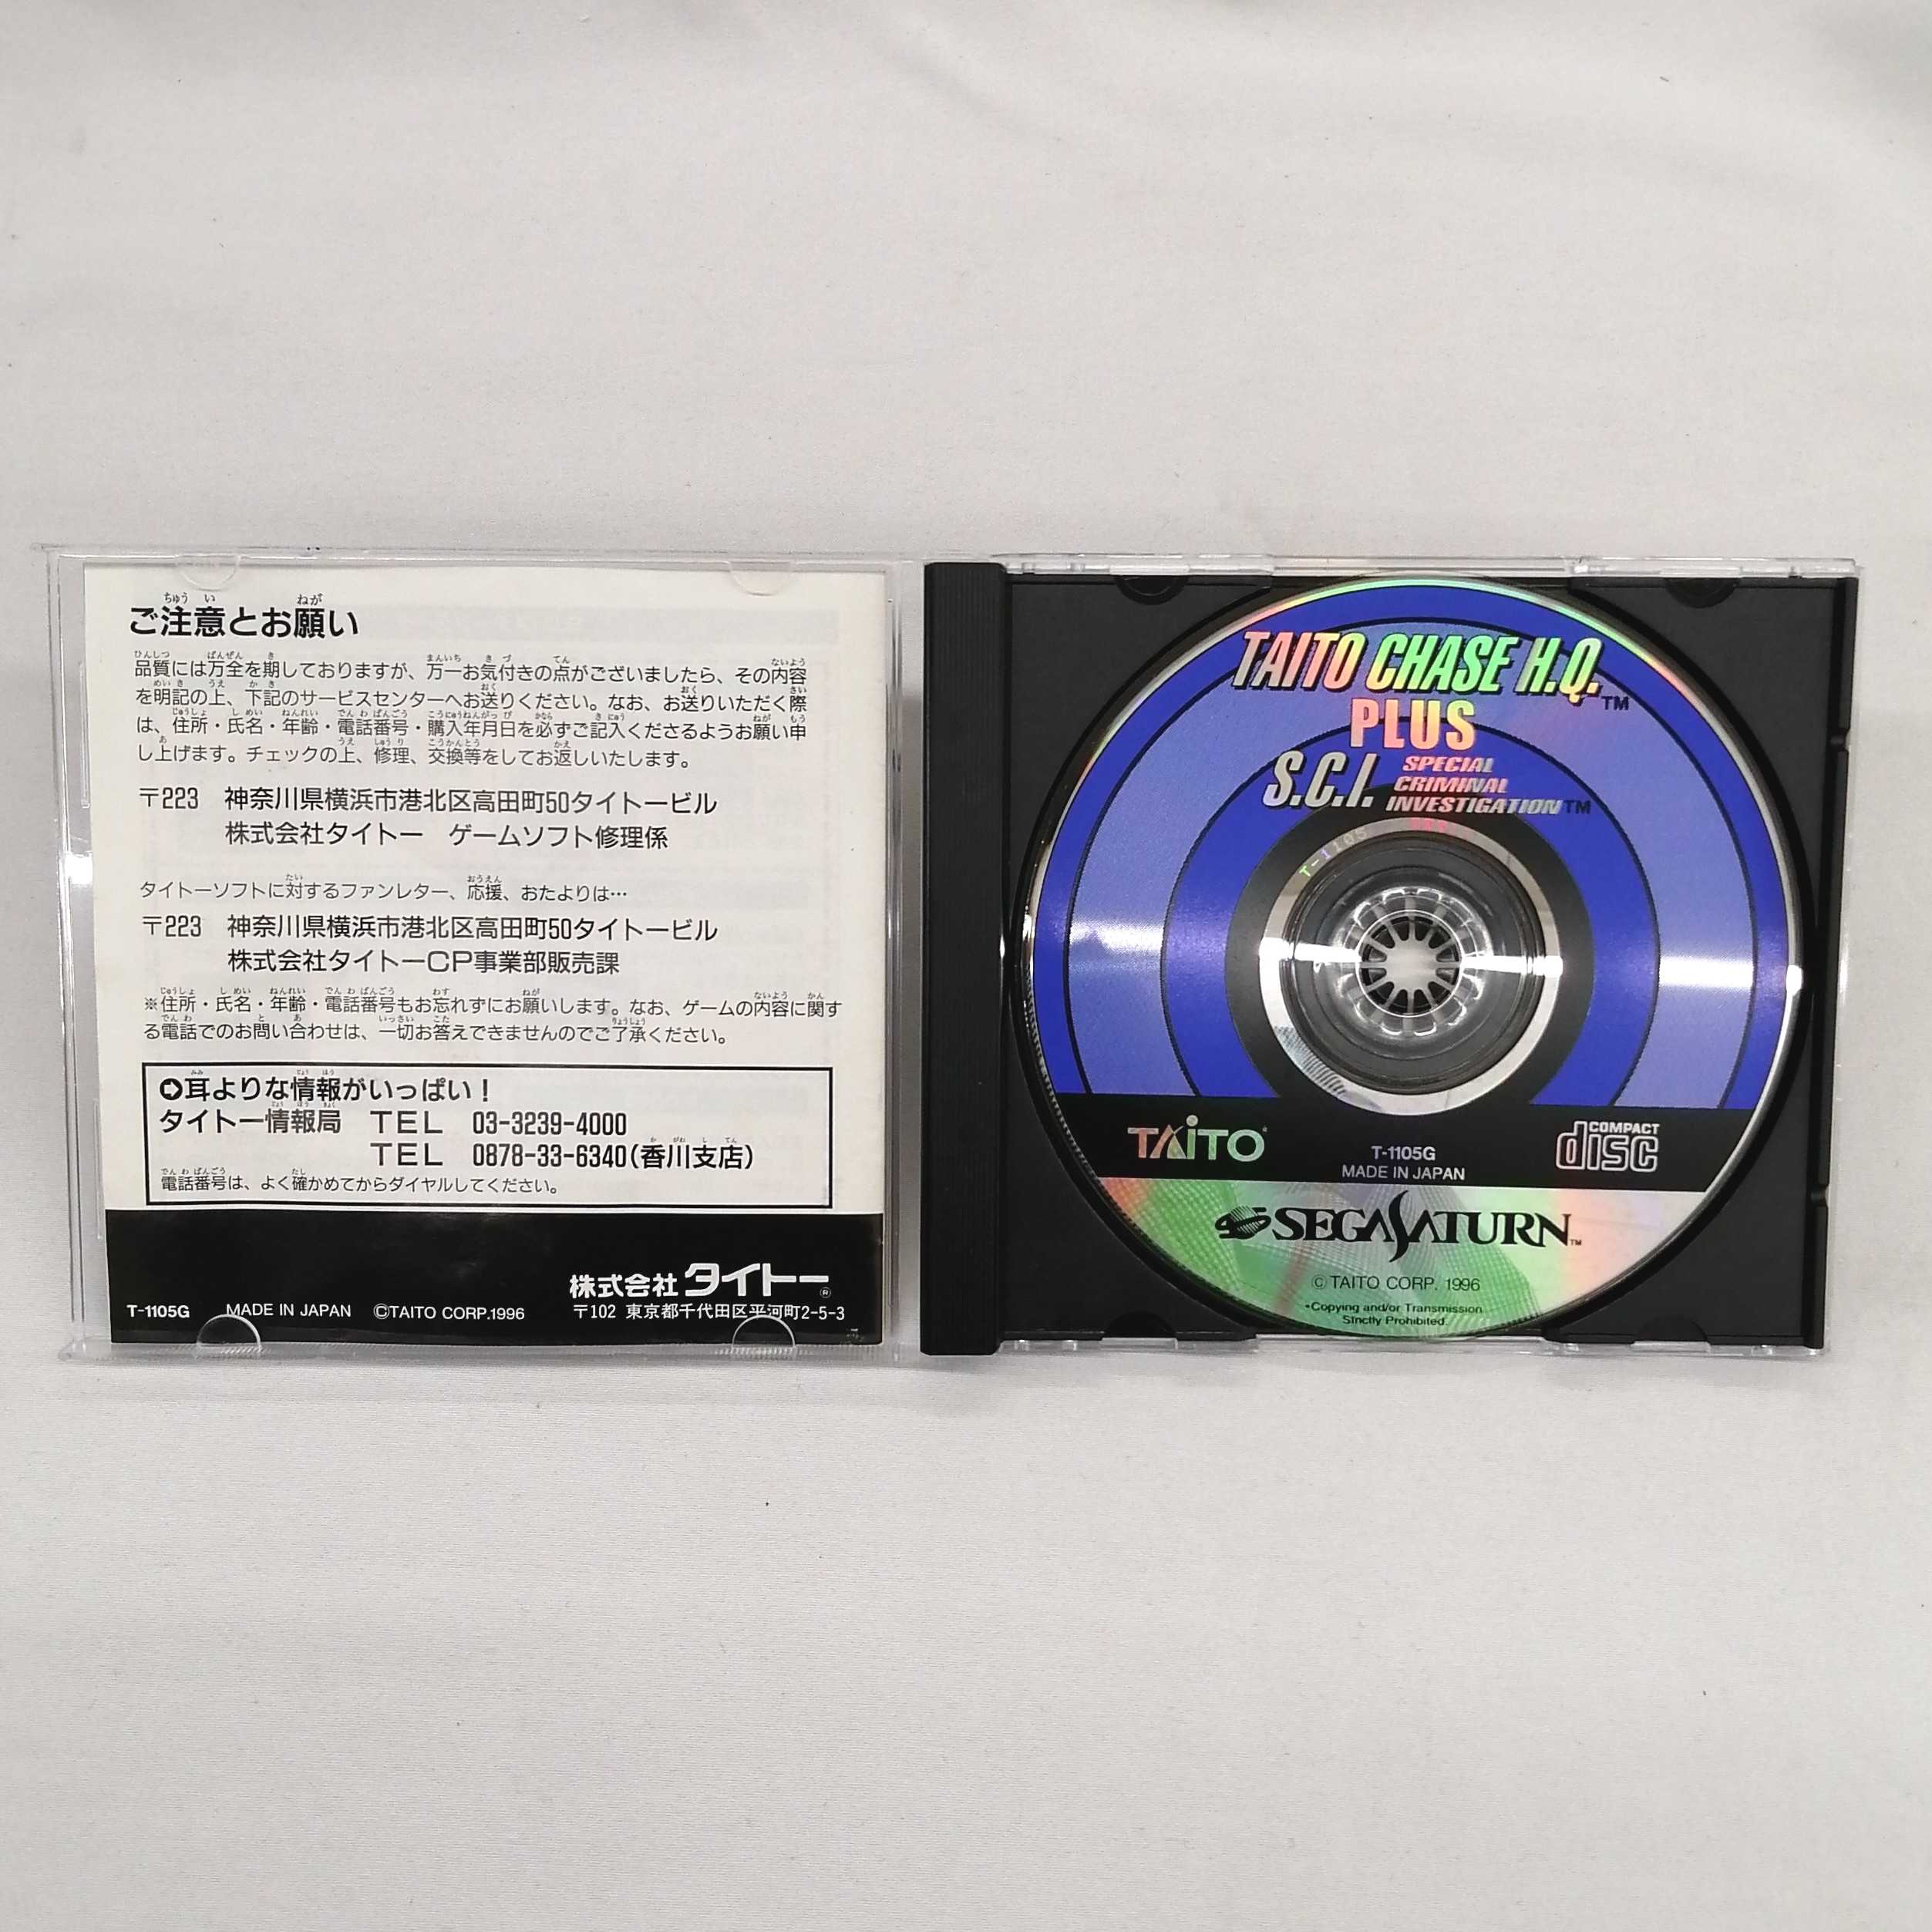 ご注意とお願い
品質には万全を期しておりますが、万一お気付きの点がございましたら、その内容
を明記の上、下記のサービスセンターへお送りください。なお、お送りいただく際
は、住所・氏名・年齢・電話番号・購入年月日を必ずご記入くださるようお願い申
し上げます。チェックの上、修理、交換等をしてお返しいたします。
〒223 神奈川県横浜市港北区高田町50タイトービル
株式会社タイトー ゲームソフト修理係
タイトーソフトに対するファンレター、応援、おたよりは…
〒223 神奈川県横浜市港北区高田町50タイトービル
株式会社タイトーCP事業部販売課
※住所・氏名・年齢・電話番号もお忘れずにお願いします。なお、ゲームの内容に関す
る電話でのお問い合わせは、一切お答えできませんのでご了承ください。
耳よりな情報がいっぱい！
タイトー情報局 TEL 03-3239-4000
TEL 0878-33-6340(香川支店)
電話番号は、よく確かめてからダイヤルしてください。
株式会社タイトー®
T-1105G MADE IN JAPAN ©TAITO CORP.1996 〒102 東京都千代田区平河町2-5-3
TAITO CHASE H.Q.™
PLUS
S.C.I. SPECIAL
CRIMINAL
INVESTIGATION™
T-1105
TAITO
T-1105G
MADE IN JAPAN
COMPACT
disc
SEGA SATURN™
© TAITO CORP. 1996
•Copying and/or Transmission
Strictly Prohibited.